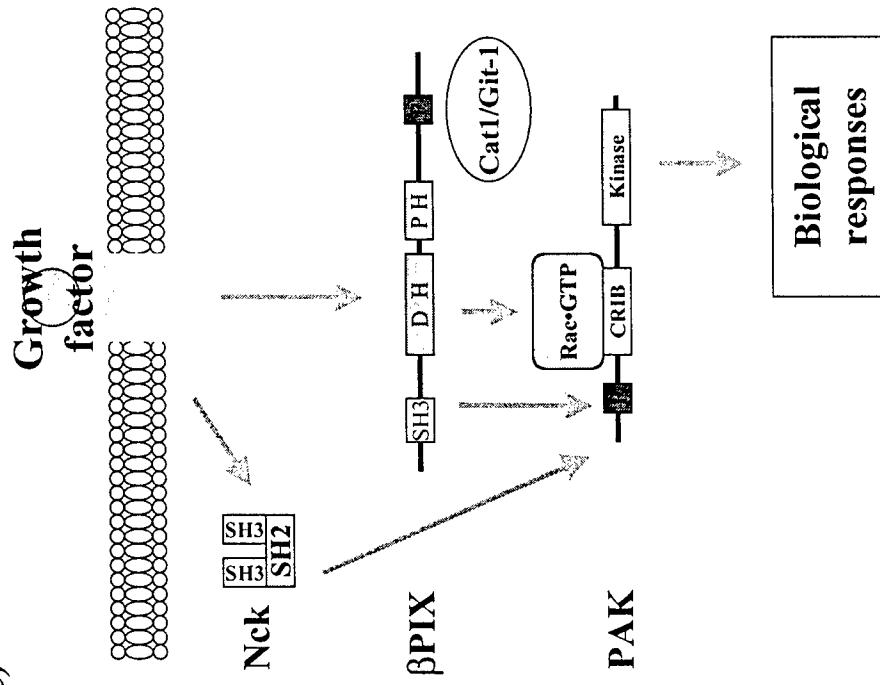 Growth
factor
SH3 SH3
SH2
Nck
βPIX
SH3
D H
P H
Cat1/Git-1
Rac•GTP
PAK
CRIB
Kinase
Biological
responses